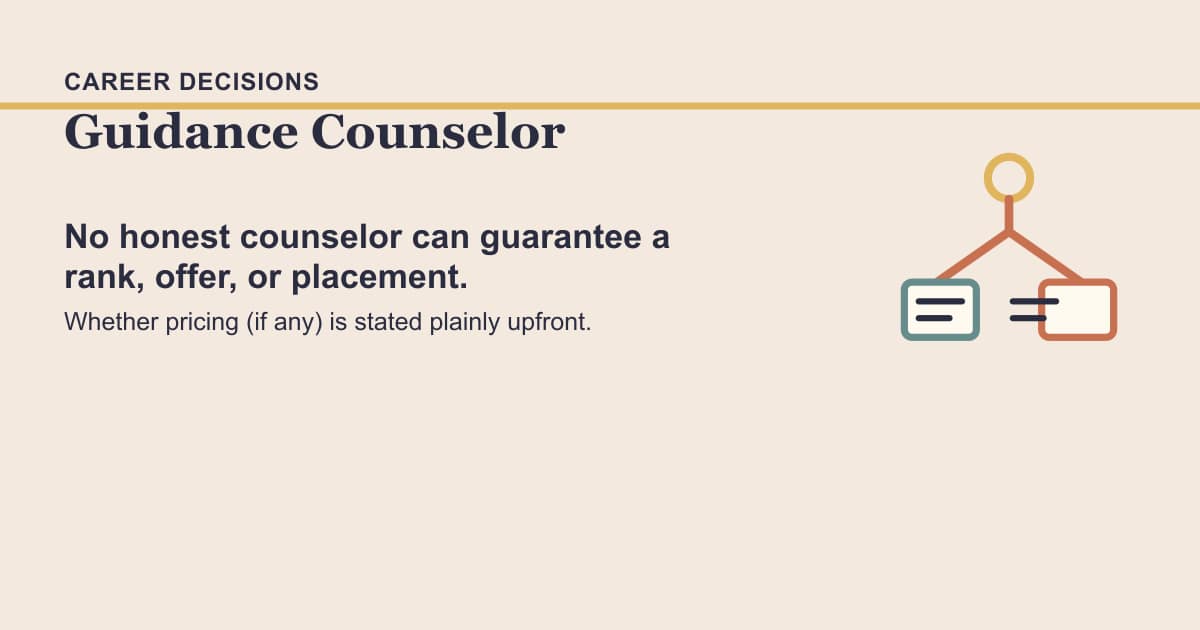 CAREER DECISIONS
Guidance Counselor
No honest counselor can guarantee a
rank, offer, or placement.
Whether pricing (if any) is stated plainly upfront.